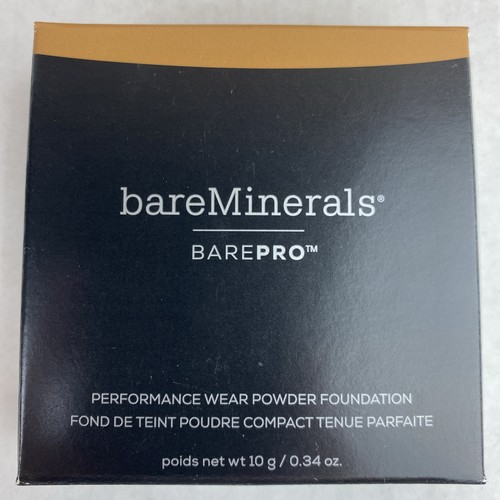 bareMinerals®
BAREPRO™
PERFORMANCE WEAR POWDER FOUNDATION
FOND DE TEINT POUDRE COMPACT TENUE PARFAITE
poids net wt 10 g / 0.34 oz.